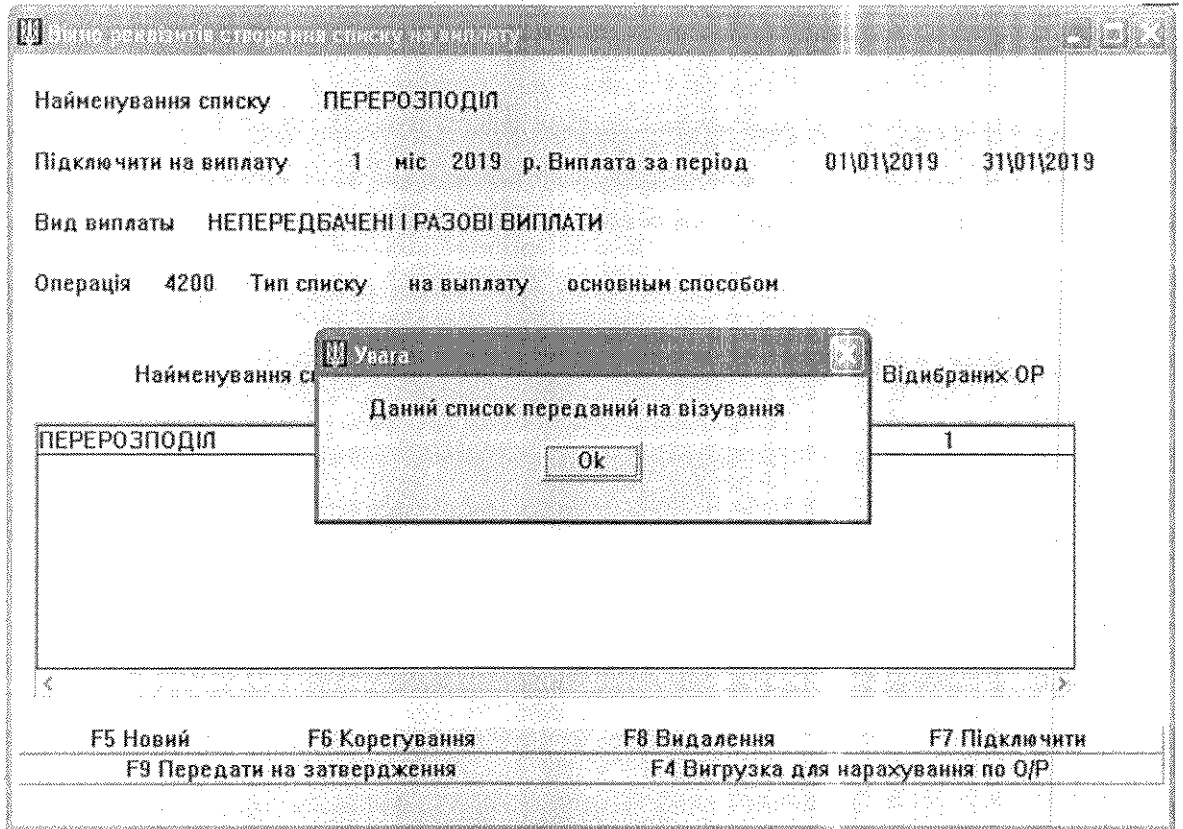 Вікно реквізитів створення списку на виплату
Найменування списку ПЕРЕРОЗПОДІЛ
Підключити на виплату 1 міс 2019 р. Виплата за період 01\01\2019 31\01\2019
Вид виплаты НЕПЕРЕДБАЧЕНІ І РАЗОВІ ВИПЛАТИ
Операція 4200 Тип списку на выплату основным способом
Найменування Відибраних ОР
ПЕРЕРОЗПОДІЛ 1
Увага
Даний список переданий на візування
Ok
F5 Новий F6 Корегування F8 Видалення F7 Підключити
F9 Передати на затвердження F4 Вигрузка для нарахування по О/Р